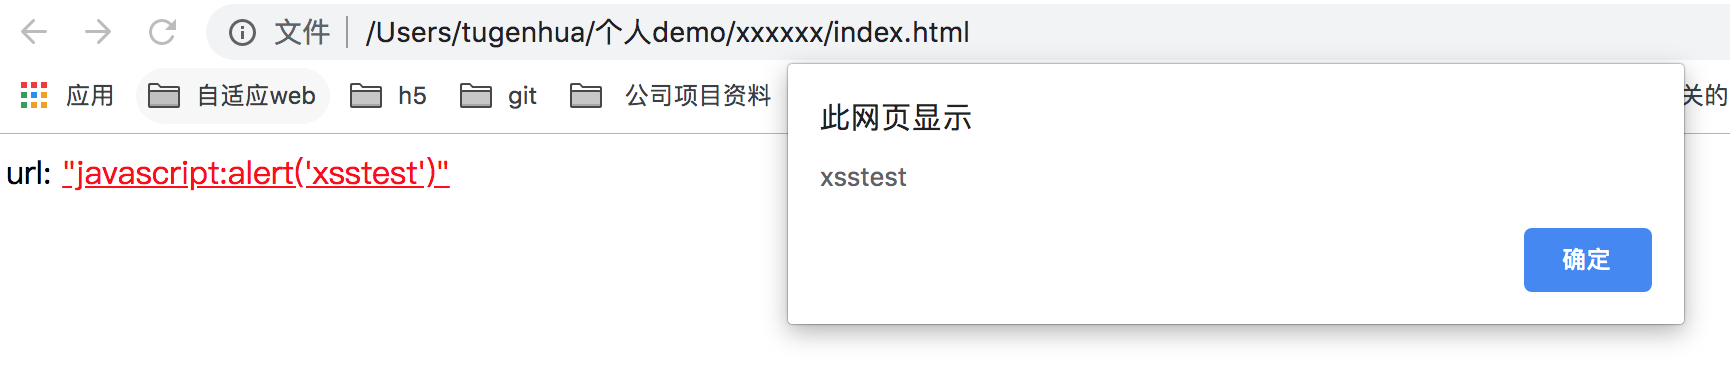 文件 /Users/tugenhua/个人demo/xxxxxx/index.html
应用 自适应web h5 git 公司项目资料 关的
此网页显示
url: "javascript:alert('xsstest')"
xsstest
确定